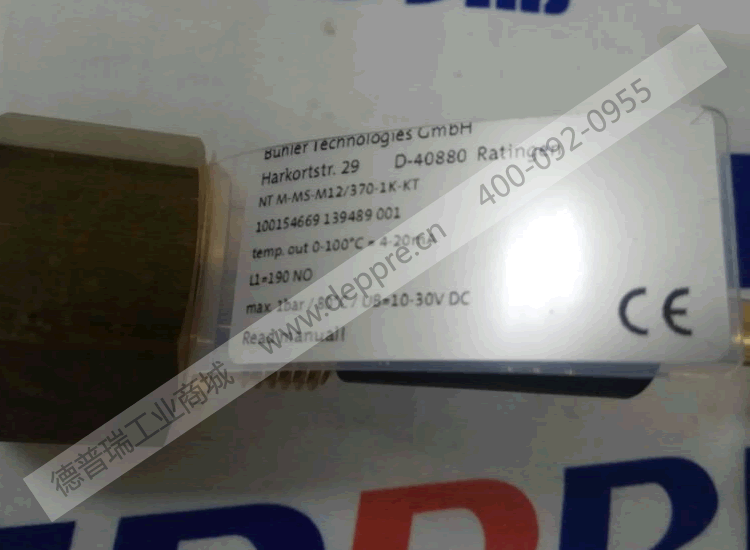 Bühler Technologies GmbH
Harkortstr. 29 D-40880 Ratingen
NT M-MS-M12/370-1K-KT
100154669 139489 001
temp. out 0-100°C = 4-20mA
L1=190 NO
max. 1bar / 80°C / UB=10-30V DC
Read manual!
CE
德普瑞工业商城 www.deppre.cn 400-092-0955